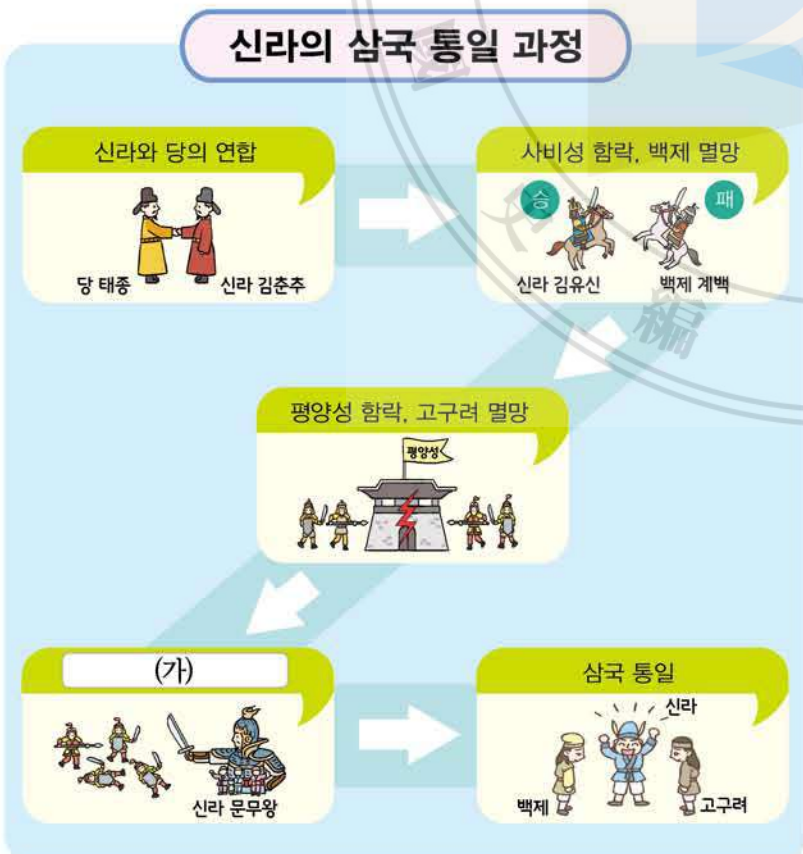 신라의 삼국 통일 과정
신라와 당의 연합
당 태종
신라 김춘추
사비성 함락, 백제 멸망
승
패
신라 김유신
백제 계백
평양성 함락, 고구려 멸망
평양성
(가)
신라 문무왕
삼국 통일
신라
백제
고구려
國
史
編